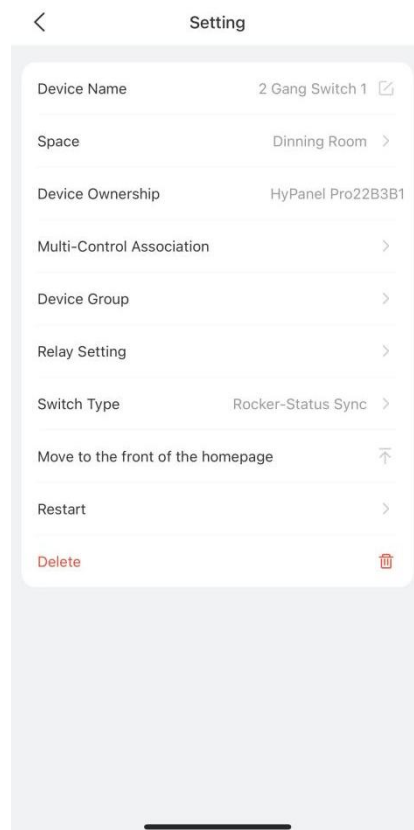 Setting
Device Name 2 Gang Switch 1
Space Dinning Room
Device Ownership HyPanel Pro22B3B1
Multi-Control Association
Device Group
Relay Setting
Switch Type Rocker-Status Sync
Move to the front of the homepage
Restart
Delete